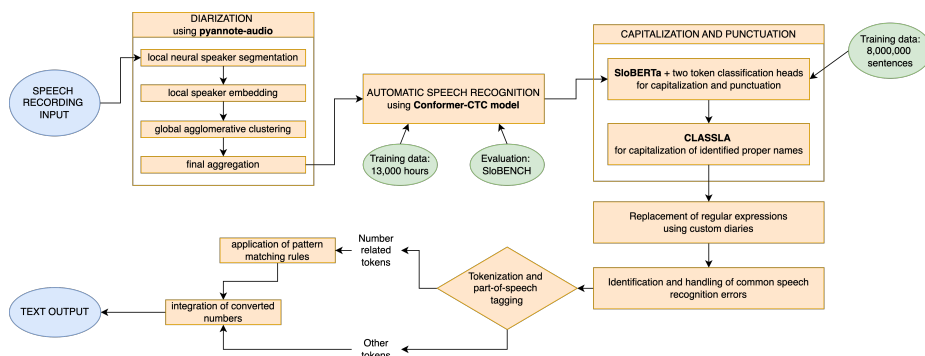 SPEECH
RECORDING
INPUT
DIARIZATION
using pyannote-audio
local neural speaker segmentation
local speaker embedding
global agglomerative clustering
final aggregation
AUTOMATIC SPEECH RECOGNITION
using Conformer-CTC model
Training data:
13,000 hours
Evaluation:
SloBENCH
CAPITALIZATION AND PUNCTUATION
SloBERTa + two token classification heads
for capitalization and punctuation
CLASSLA
for capitalization of identified proper names
Training data:
8,000,000
sentences
Replacement of regular expressions
using custom diaries
Identification and handling of common speech
recognition errors
Tokenization and
part-of-speech
tagging
Number
related
tokens
application of pattern
matching rules
Other
tokens
integration of converted
numbers
TEXT OUTPUT